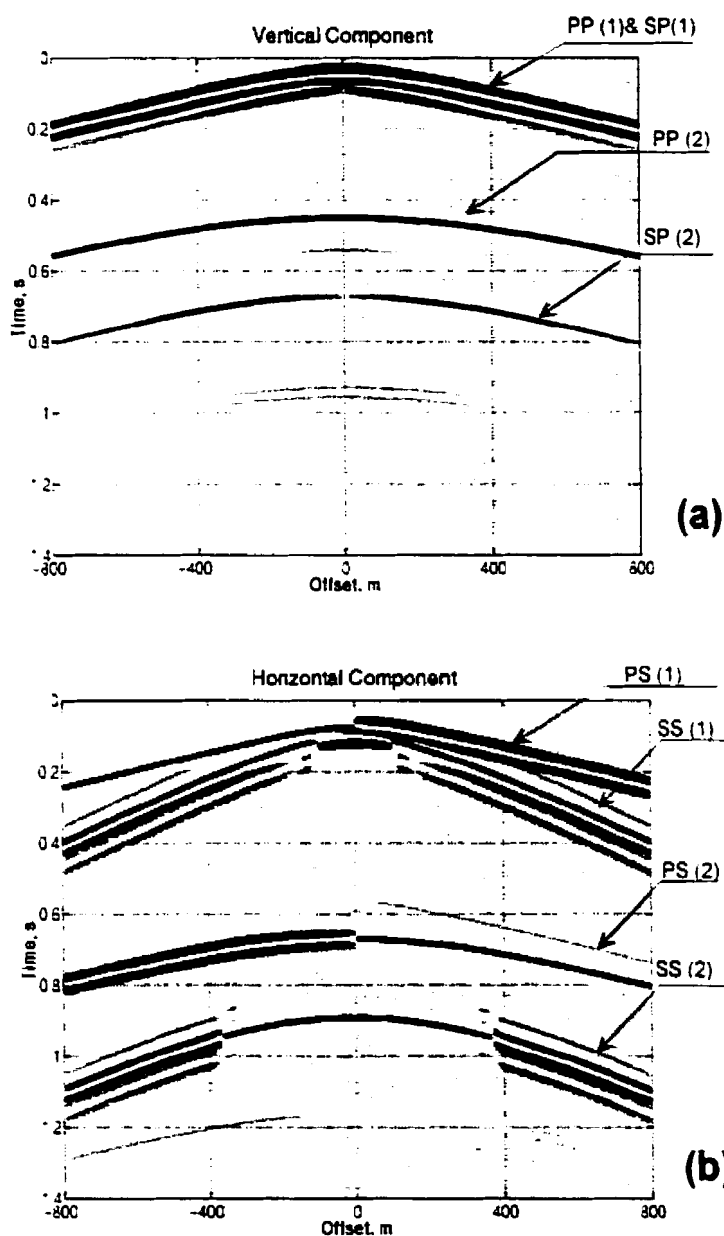 Vertical Component
PP (1)& SP(1)
PP (2)
SP (2)
0.2
0.4
0.6
0.8
1
Time, s
-800 -400 0 400 800
Offset, m
(a)
Horizontal Component
PS (1)
SS (1)
PS (2)
SS (2)
0.2
0.4
0.6
0.8
1
Time, s
-800 -400 0 400 800
Offset, m
(b)